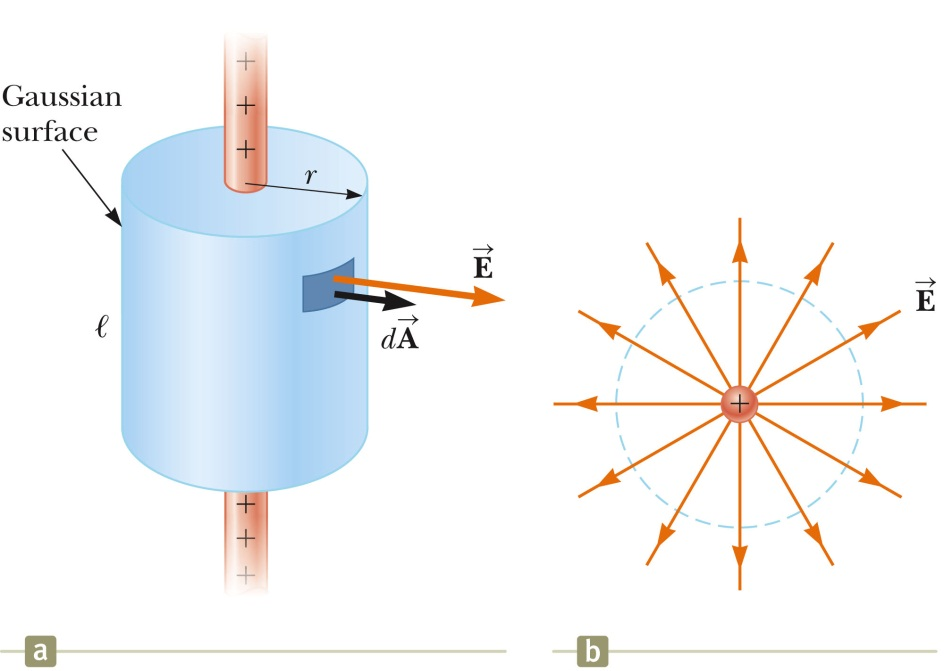 +
+
+
Gaussian
surface
r
E
ℓ
dA
+
+
+
E
+
a
b